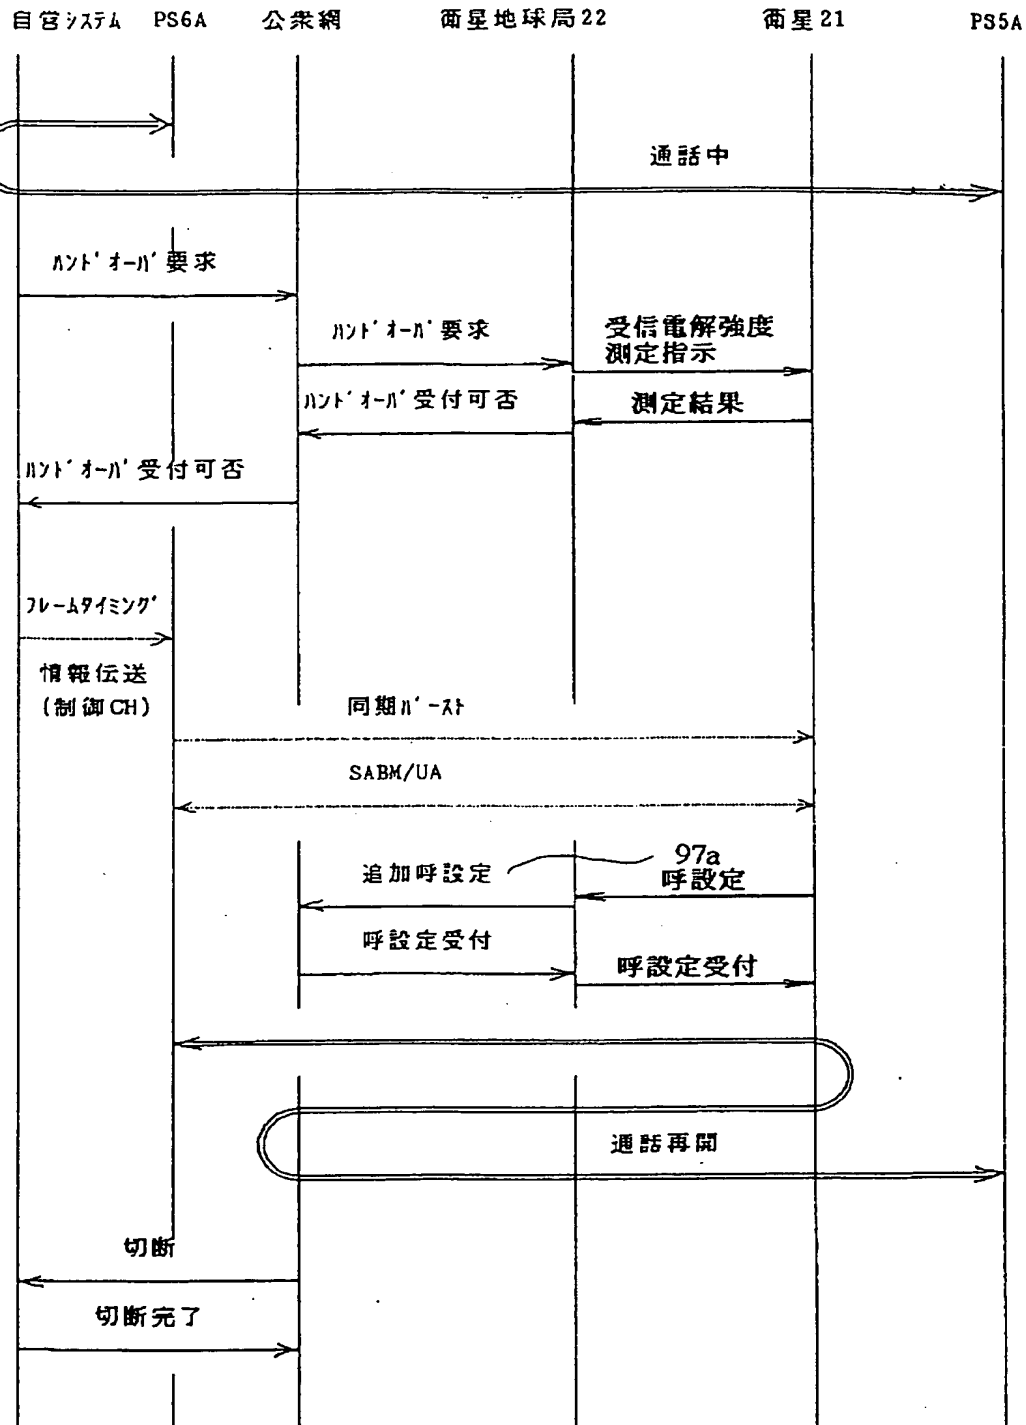 自営システム PS6A 公衆網 衛星地球局22 衛星21 PS5A
通話中
ハンドオーバ要求
ハンドオーバ要求
受信電解強度
測定指示
ハンドオーバ受付可否
測定結果
ハンドオーバ受付可否
フレームタイミング
情報伝送
(制御CH)
同期バースト
SABM/UA
追加呼設定
97a
呼設定
呼設定受付
呼設定受付
通話再開
切断
切断完了